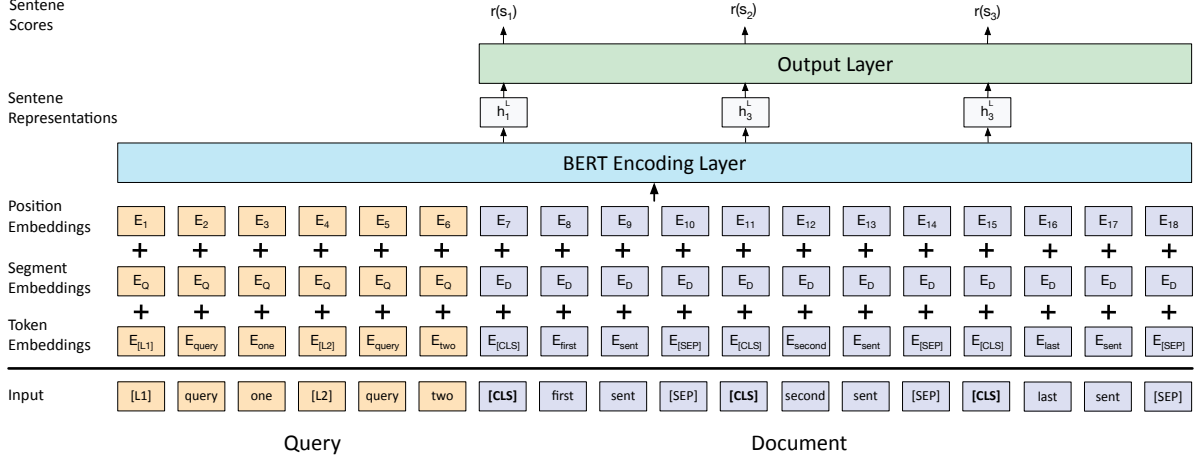 Sentene r(s1) r(s2) r(s3)
Scores
Output Layer
Sentene
Representations h1L h3L h3L
BERT Encoding Layer
Position
Embeddings E1 E2 E3 E4 E5 E6 E7 E8 E9 E10 E11 E12 E13 E14 E15 E16 E17 E18
+ + + + + + + + + + + + + + + + + +
Segment
Embeddings EQ EQ EQ EQ EQ EQ ED ED ED ED ED ED ED ED ED ED ED ED
+ + + + + + + + + + + + + + + + + +
Token
Embeddings E[L1] Equery Eone E[L2] Equery Etwo E[CLS] Efirst Esent E[SEP] E[CLS] Esecond Esent E[SEP] E[CLS] Elast Esent E[SEP]
Input [L1] query one [L2] query two [CLS] first sent [SEP] [CLS] second sent [SEP] [CLS] last sent [SEP]
Query Document